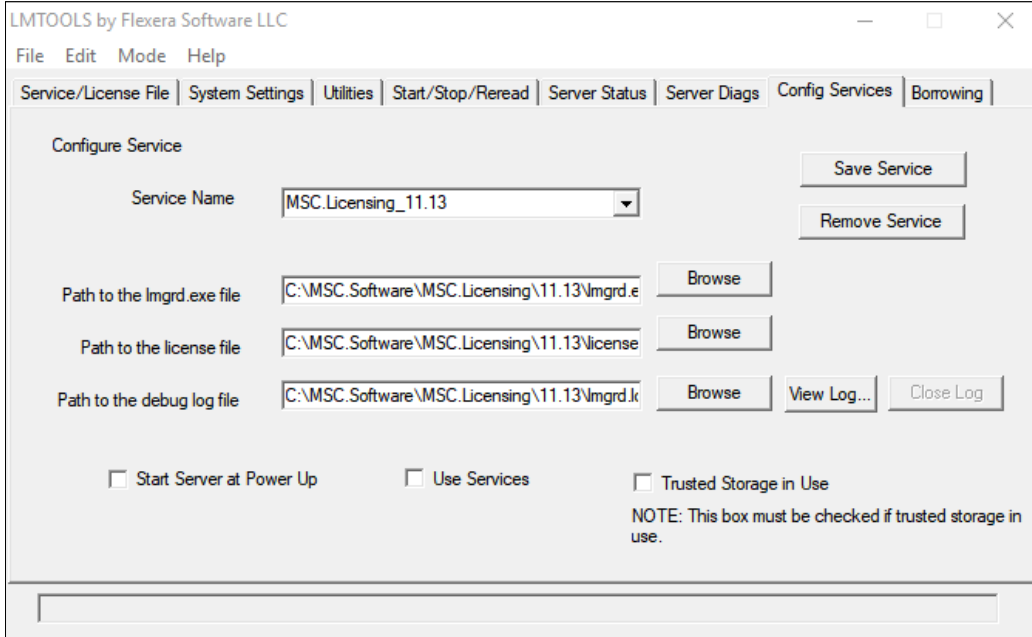 LMTOOLS by Flexera Software LLC
File Edit Mode Help
Service/License File System Settings Utilities Start/Stop/Reread Server Status Server Diags Config Services Borrowing
Configure Service
Save Service
Service Name MSC.Licensing_11.13
Remove Service
Path to the lmgrd.exe file C:\MSC.Software\MSC.Licensing\11.13\lmgrd.e Browse
Path to the license file C:\MSC.Software\MSC.Licensing\11.13\license Browse
Path to the debug log file C:\MSC.Software\MSC.Licensing\11.13\lmgrd.lo Browse View Log... Close Log
Start Server at Power Up Use Services Trusted Storage in Use
NOTE: This box must be checked if trusted storage in
use.